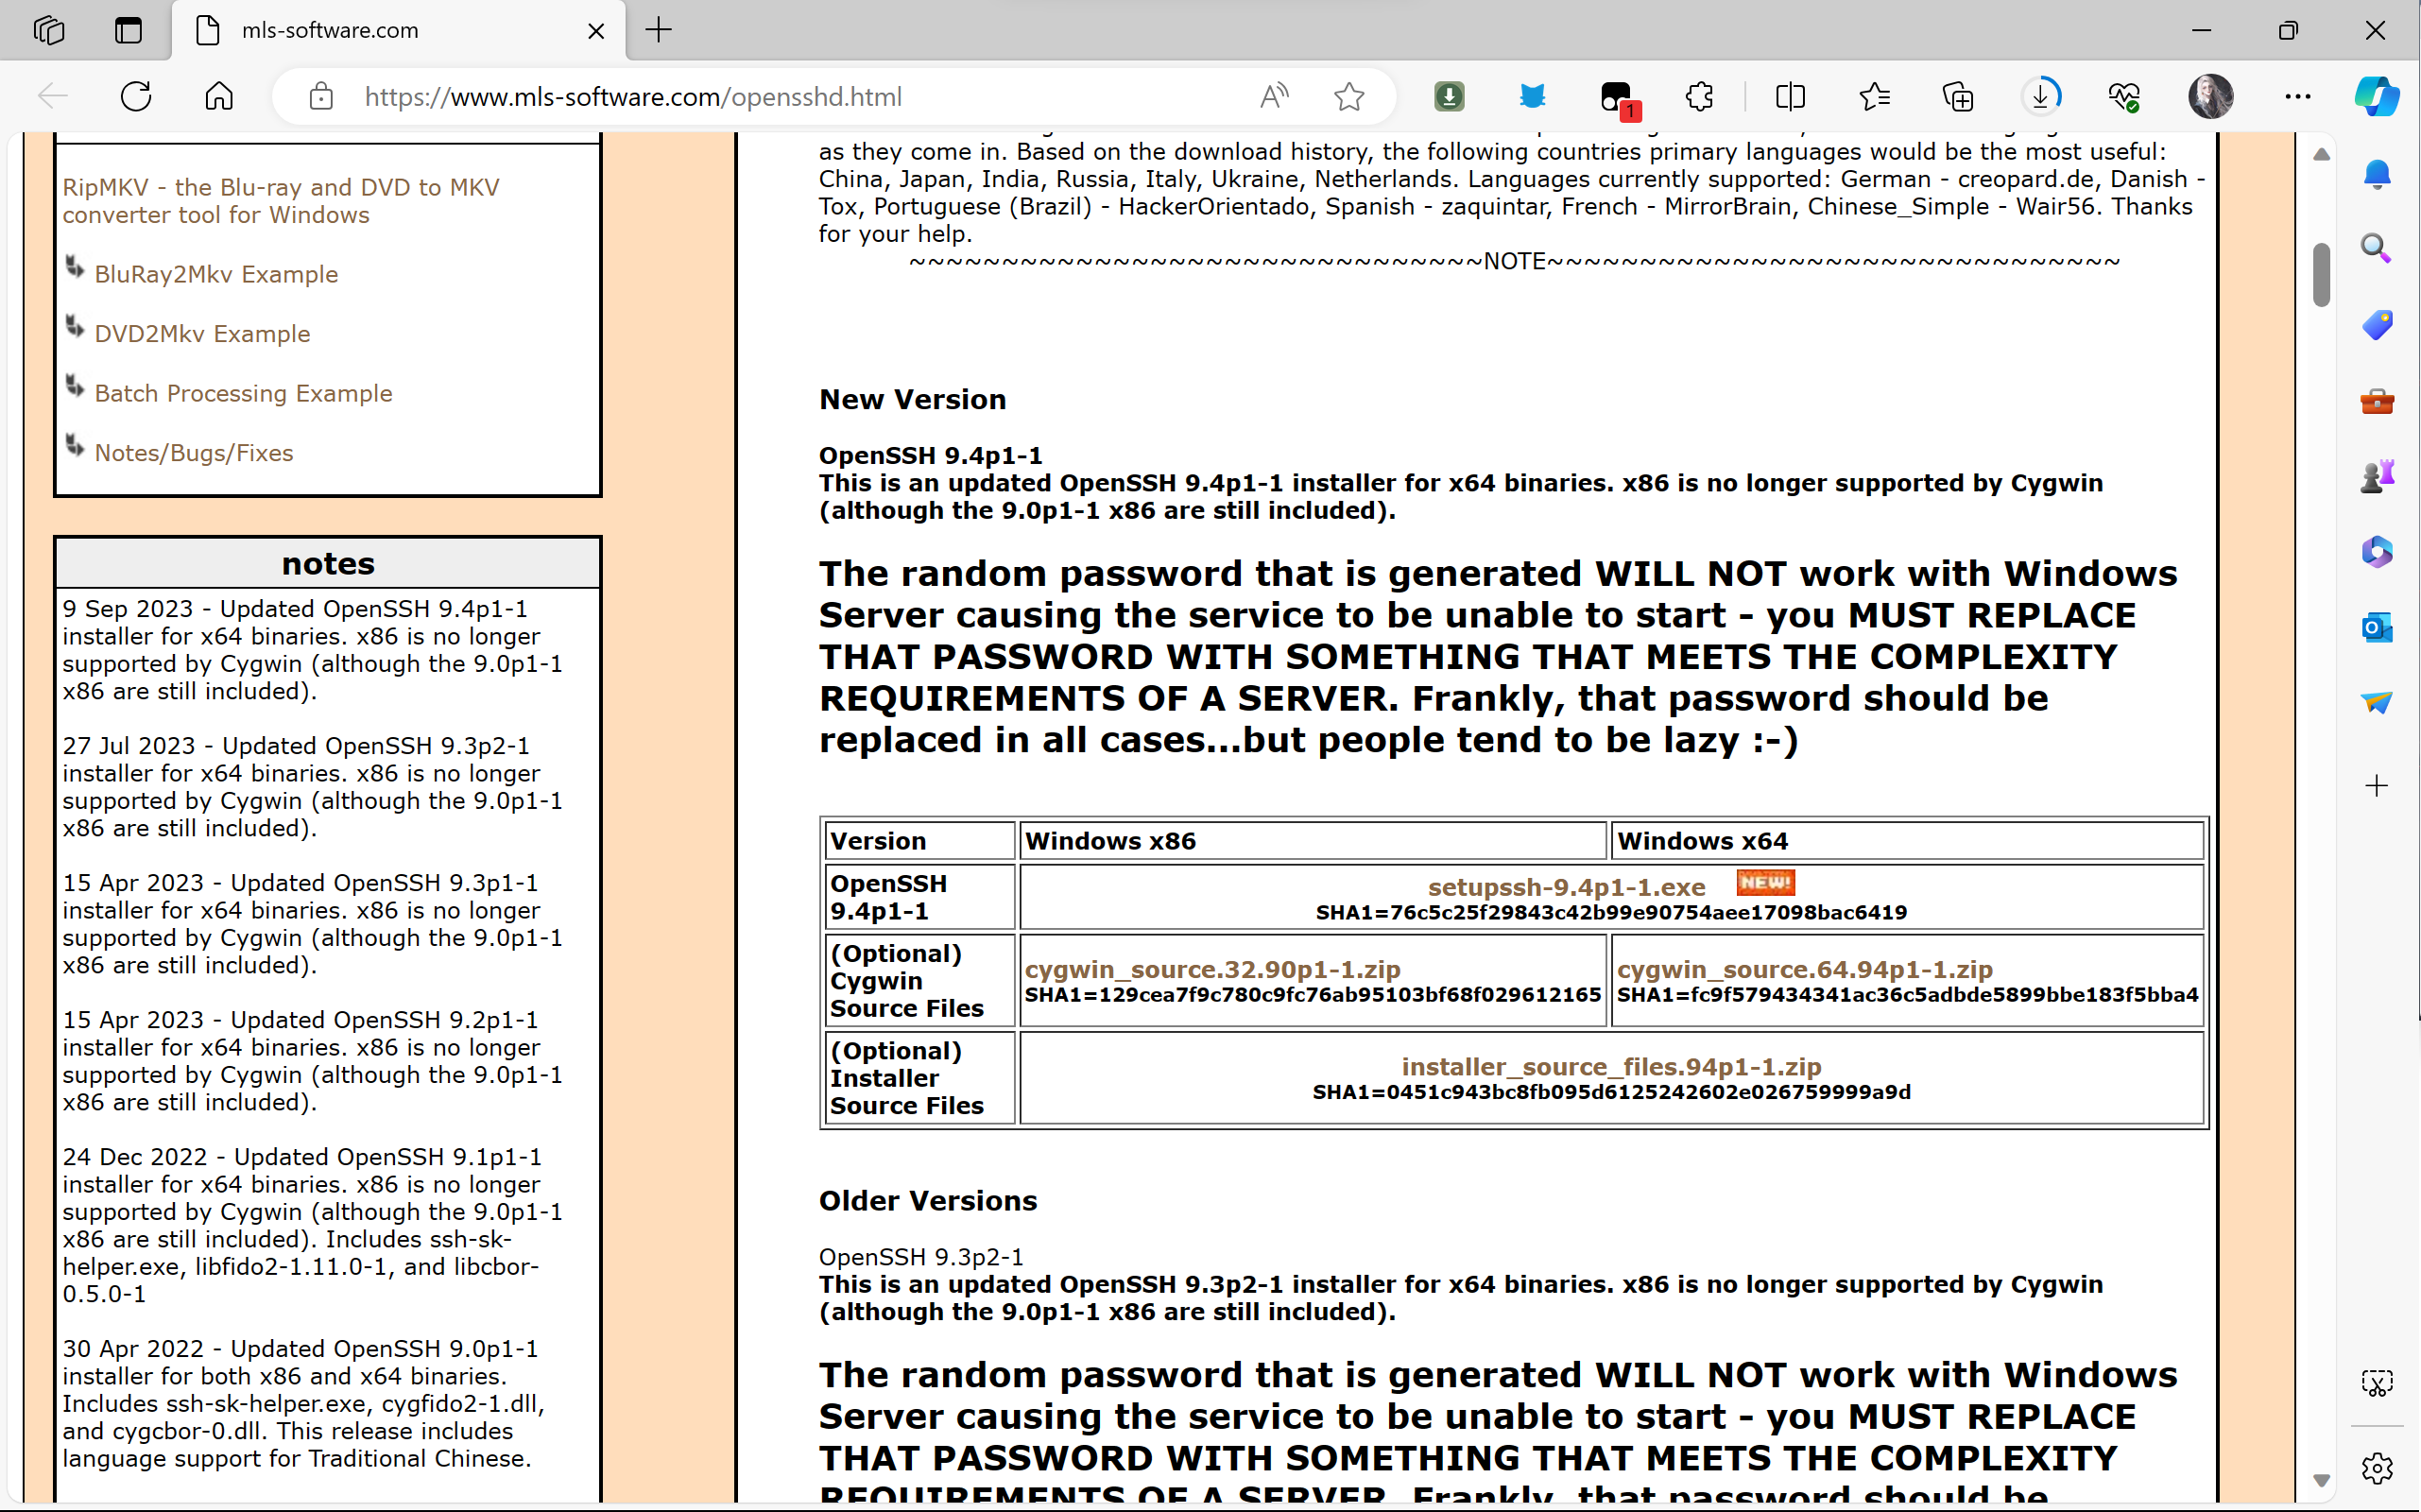 mls-software.com
https://www.mls-software.com/opensshd.html
1
RipMKV - the Blu-ray and DVD to MKV
converter tool for Windows
BluRay2Mkv Example
DVD2Mkv Example
Batch Processing Example
Notes/Bugs/Fixes
notes
9 Sep 2023 - Updated OpenSSH 9.4p1-1
installer for x64 binaries. x86 is no longer
supported by Cygwin (although the 9.0p1-1
x86 are still included).
27 Jul 2023 - Updated OpenSSH 9.3p2-1
installer for x64 binaries. x86 is no longer
supported by Cygwin (although the 9.0p1-1
x86 are still included).
15 Apr 2023 - Updated OpenSSH 9.3p1-1
installer for x64 binaries. x86 is no longer
supported by Cygwin (although the 9.0p1-1
x86 are still included).
15 Apr 2023 - Updated OpenSSH 9.2p1-1
installer for x64 binaries. x86 is no longer
supported by Cygwin (although the 9.0p1-1
x86 are still included).
24 Dec 2022 - Updated OpenSSH 9.1p1-1
installer for x64 binaries. x86 is no longer
supported by Cygwin (although the 9.0p1-1
x86 are still included). Includes ssh-sk-
helper.exe, libfido2-1.11.0-1, and libcbor-
0.5.0-1
30 Apr 2022 - Updated OpenSSH 9.0p1-1
installer for both x86 and x64 binaries.
Includes ssh-sk-helper.exe, cygfido2-1.dll,
and cygcbor-0.dll. This release includes
language support for Traditional Chinese.
as they come in. Based on the download history, the following countries primary languages would be the most useful:
China, Japan, India, Russia, Italy, Ukraine, Netherlands. Languages currently supported: German - creopard.de, Danish -
Tox, Portuguese (Brazil) - HackerOrientado, Spanish - zaquintar, French - MirrorBrain, Chinese_Simple - Wair56. Thanks
for your help.
~~~~~~~~~~~~~~~~~~~~~~~~~~~~~~~NOTE~~~~~~~~~~~~~~~~~~~~~~~~~~~~~~~
New Version
OpenSSH 9.4p1-1
This is an updated OpenSSH 9.4p1-1 installer for x64 binaries. x86 is no longer supported by Cygwin
(although the 9.0p1-1 x86 are still included).
The random password that is generated WILL NOT work with Windows
Server causing the service to be unable to start - you MUST REPLACE
THAT PASSWORD WITH SOMETHING THAT MEETS THE COMPLEXITY
REQUIREMENTS OF A SERVER. Frankly, that password should be
replaced in all cases...but people tend to be lazy :-)
Version Windows x86 Windows x64
OpenSSH
9.4p1-1
setupssh-9.4p1-1.exe NEW!
SHA1=76c5c25f29843c42b99e90754aee17098bac6419
(Optional)
Cygwin
Source Files
cygwin_source.32.90p1-1.zip
SHA1=129cea7f9c780c9fc76ab95103bf68f029612165
cygwin_source.64.94p1-1.zip
SHA1=fc9f579434341ac36c5adbde5899bbe183f5bba4
(Optional)
Installer
Source Files
installer_source_files.94p1-1.zip
SHA1=0451c943bc8fb095d6125242602e026759999a9d
Older Versions
OpenSSH 9.3p2-1
This is an updated OpenSSH 9.3p2-1 installer for x64 binaries. x86 is no longer supported by Cygwin
(although the 9.0p1-1 x86 are still included).
The random password that is generated WILL NOT work with Windows
Server causing the service to be unable to start - you MUST REPLACE
THAT PASSWORD WITH SOMETHING THAT MEETS THE COMPLEXITY
REQUIREMENTS OF A SERVER. Frankly, that password should be